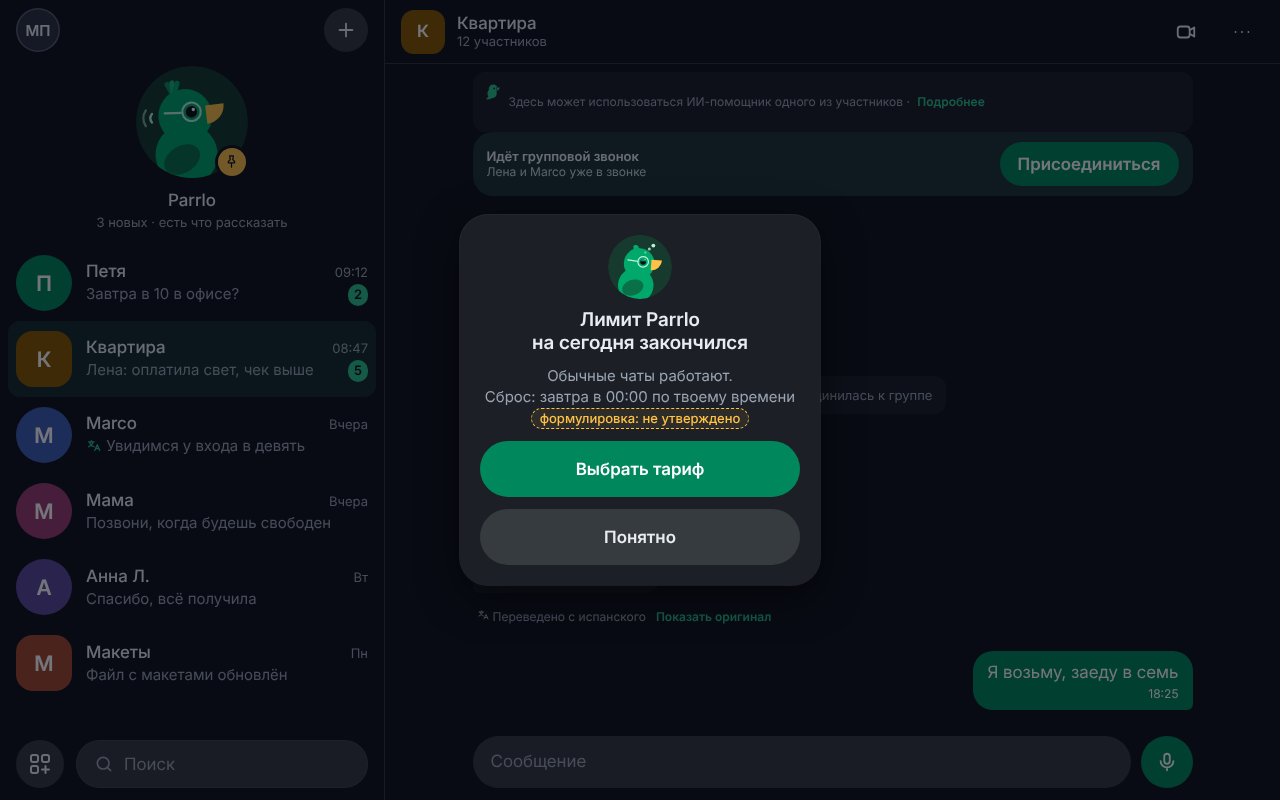 МП
Parrlo
3 новых · есть что рассказать
П
Петя
09:12
Завтра в 10 в офисе?
2
К
Квартира
08:47
Лена: оплатила свет, чек выше
5
M
Marco
Вчера
Увидимся у входа в девять
М
Мама
Вчера
Позвони, когда будешь свободен
А
Анна Л.
Вт
Спасибо, всё получила
М
Макеты
Пн
Файл с макетами обновлён
Поиск
К
Квартира
12 участников
Здесь может использоваться ИИ-помощник одного из участников · Подробнее
Идёт групповой звонок
Лена и Marco уже в звонке
Присоединиться
Лимит Parrlo
на сегодня закончился
Обычные чаты работают.
Сброс: завтра в 00:00 по твоему времени
формулировка: не утверждено
Выбрать тариф
Понятно
к группе
Переведено с испанского Показать оригинал
Я возьму, заеду в семь
18:25
Сообщение